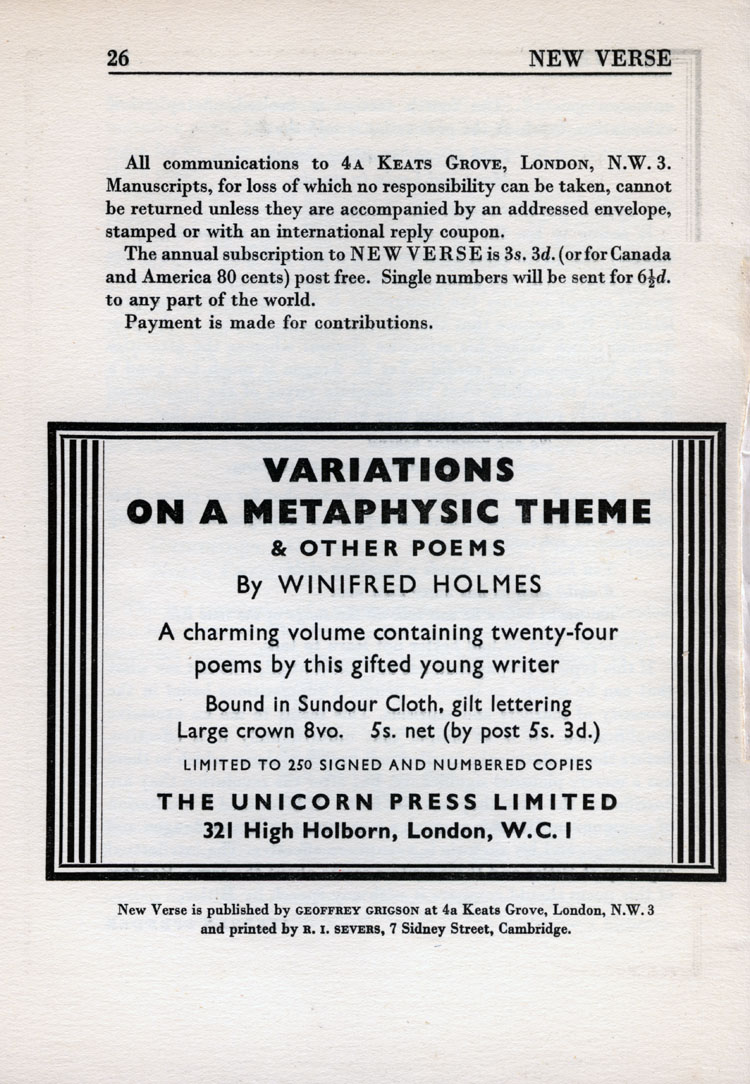 26 NEW VERSE
All communications to 4A KEATS GROVE, LONDON, N.W. 3.
Manuscripts, for loss of which no responsibility can be taken, cannot
be returned unless they are accompanied by an addressed envelope,
stamped or with an international reply coupon.
The annual subscription to NEW VERSE is 3s. 3d. (or for Canada
and America 80 cents) post free. Single numbers will be sent for 6½d.
to any part of the world.
Payment is made for contributions.
VARIATIONS
ON A METAPHYSIC THEME
& OTHER POEMS
By WINIFRED HOLMES
A charming volume containing twenty-four
poems by this gifted young writer
Bound in Sundour Cloth, gilt lettering
Large crown 8vo. 5s. net (by post 5s. 3d.)
LIMITED TO 250 SIGNED AND NUMBERED COPIES
THE UNICORN PRESS LIMITED
321 High Holborn, London, W.C. 1
New Verse is published by GEOFFREY GRIGSON at 4a Keats Grove, London, N.W. 3
and printed by R. I. SEVERS, 7 Sidney Street, Cambridge.